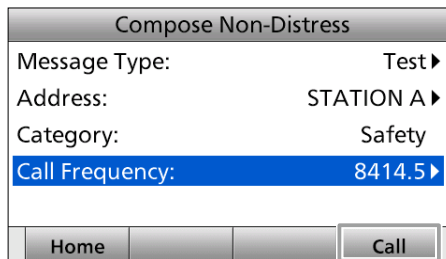 Compose Non-Distress
Message Type: Test
Address: STATION A
Category: Safety
Call Frequency: 8414.5
Home Call